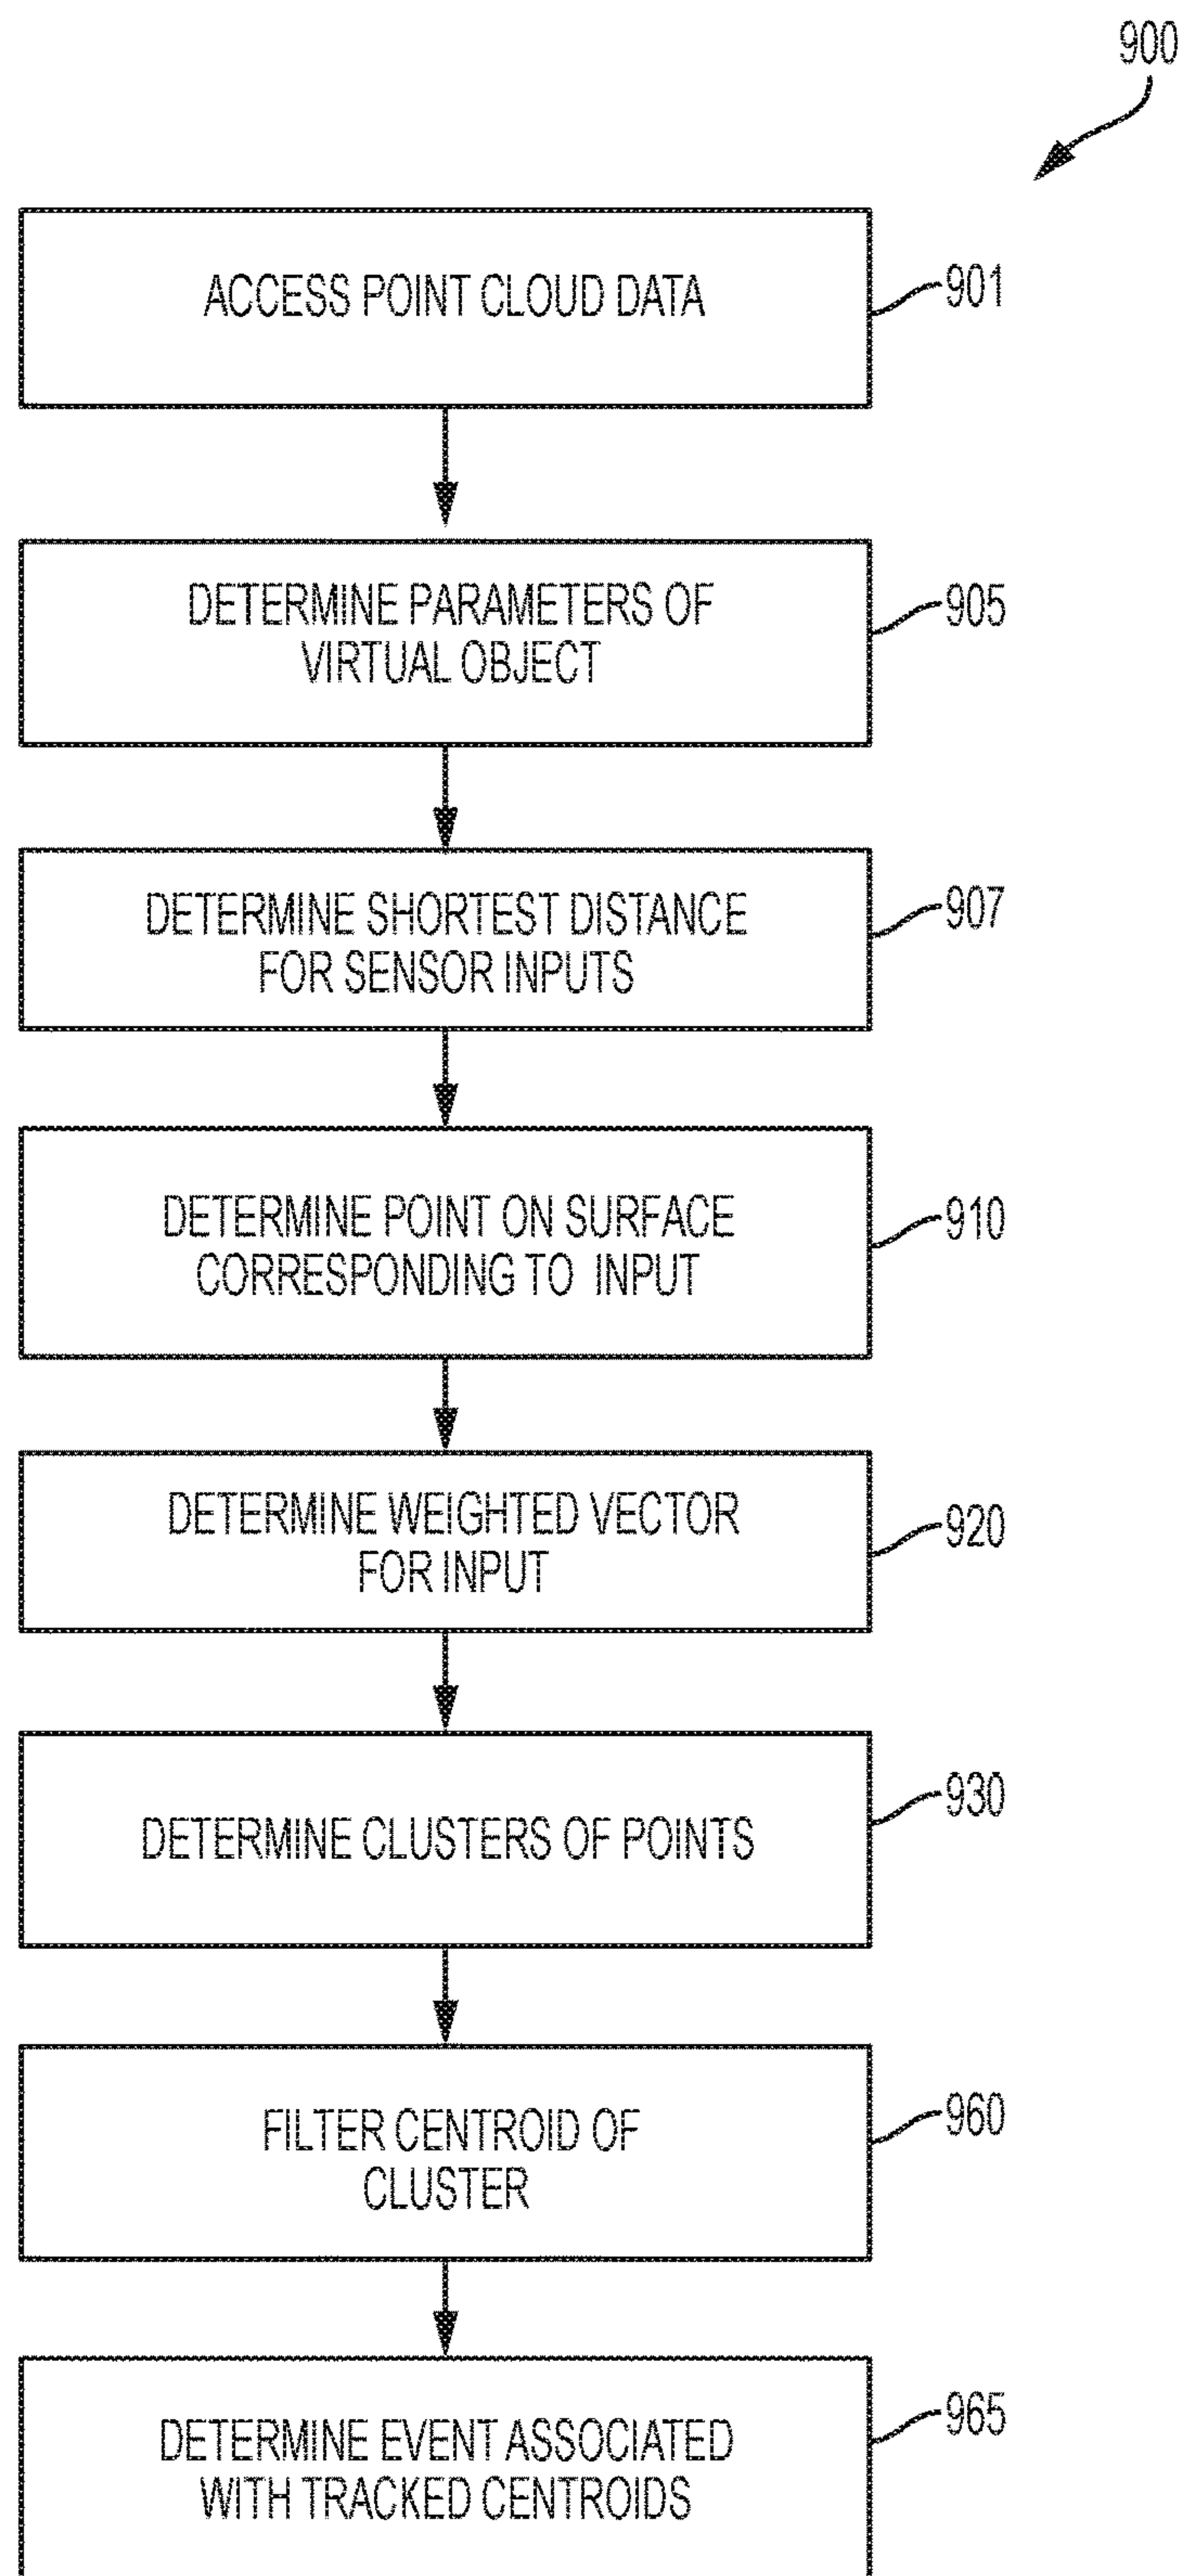 900
ACCESS POINT CLOUD DATA
901
DETERMINE PARAMETERS OF
VIRTUAL OBJECT
905
DETERMINE SHORTEST DISTANCE
FOR SENSOR INPUTS
907
DETERMINE POINT ON SURFACE
CORRESPONDING TO INPUT
910
DETERMINE WEIGHTED VECTOR
FOR INPUT
920
DETERMINE CLUSTERS OF POINTS
930
FILTER CENTROID OF
CLUSTER
960
DETERMINE EVENT ASSOCIATED
WITH TRACKED CENTROIDS
965